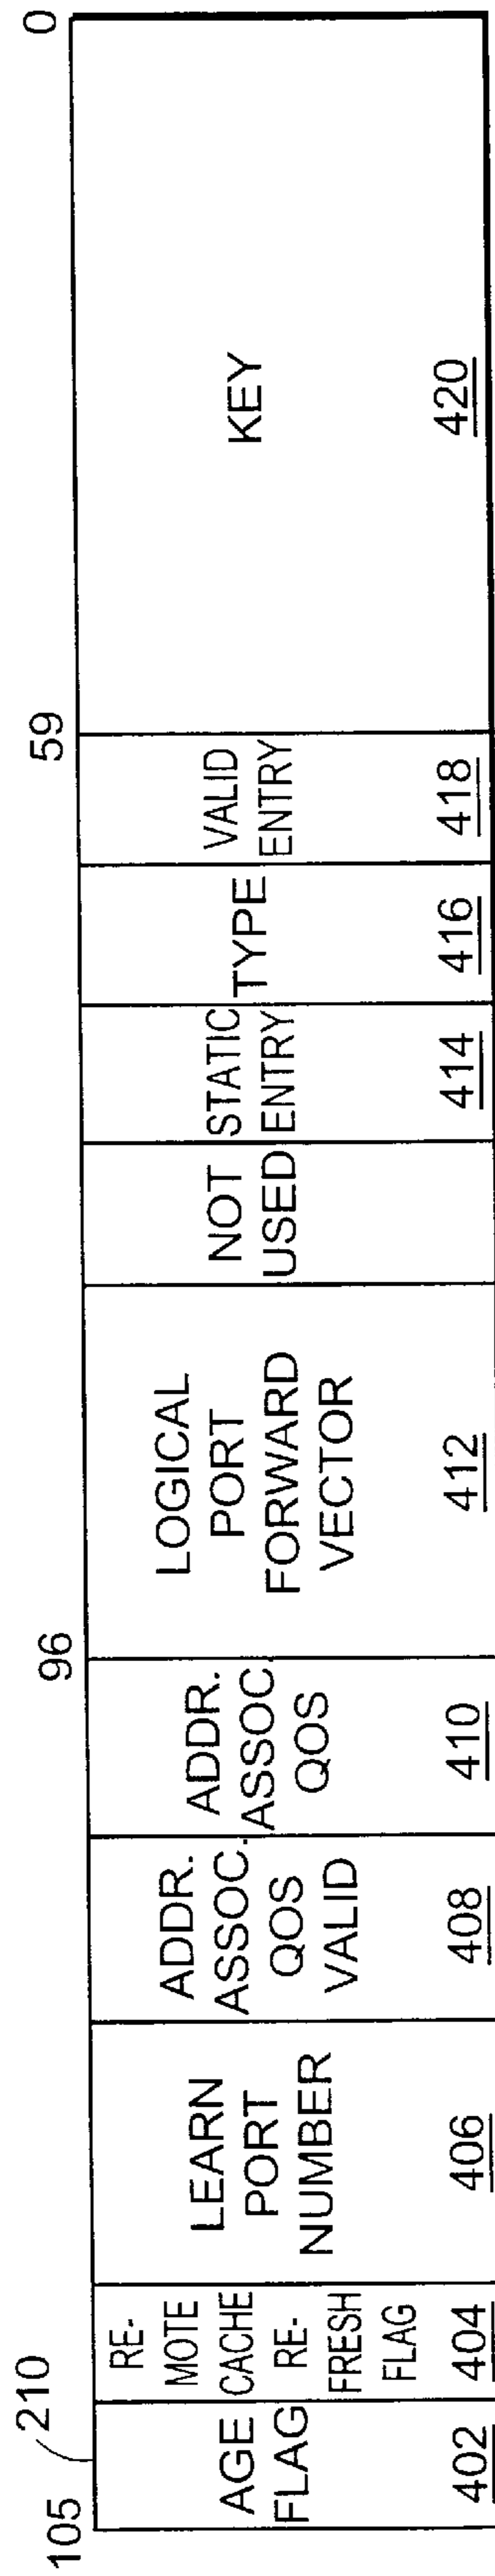 210
105
96
59
0
AGE
FLAG
402
RE-
MOTE
CACHE
RE-
FRESH
FLAG
404
LEARN
PORT
NUMBER
406
ADDR.
ASSOC.
QOS
VALID
408
ADDR.
ASSOC.
QOS
410
LOGICAL
PORT
FORWARD
VECTOR
412
NOT
USED
STATIC
ENTRY
414
TYPE
416
VALID
ENTRY
418
KEY
420